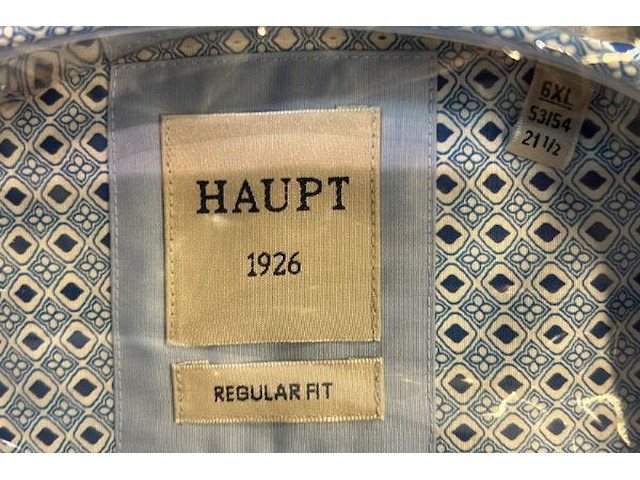 HAUPT
1926
REGULAR FIT
6XL
53/54
21 1/2